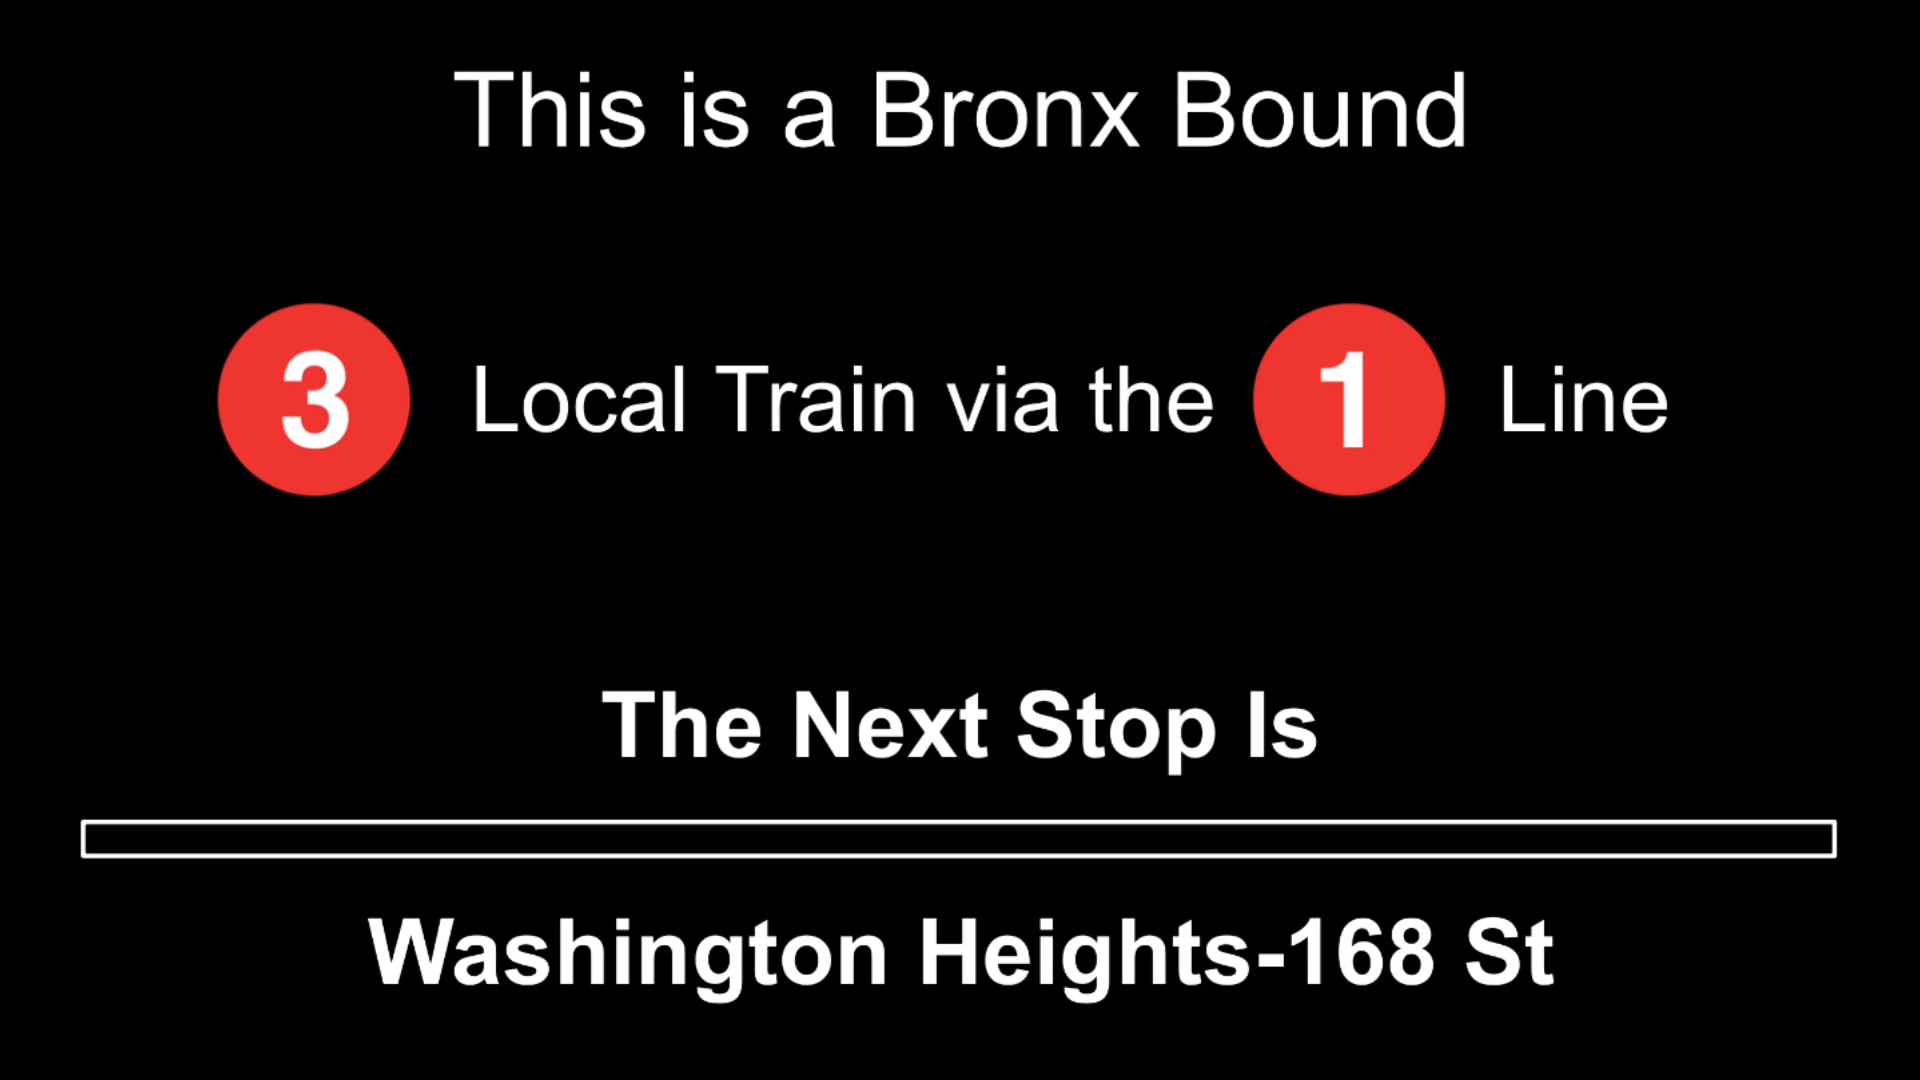 This is a Bronx Bound
3 Local Train via the 1 Line
The Next Stop Is
Washington Heights-168 St